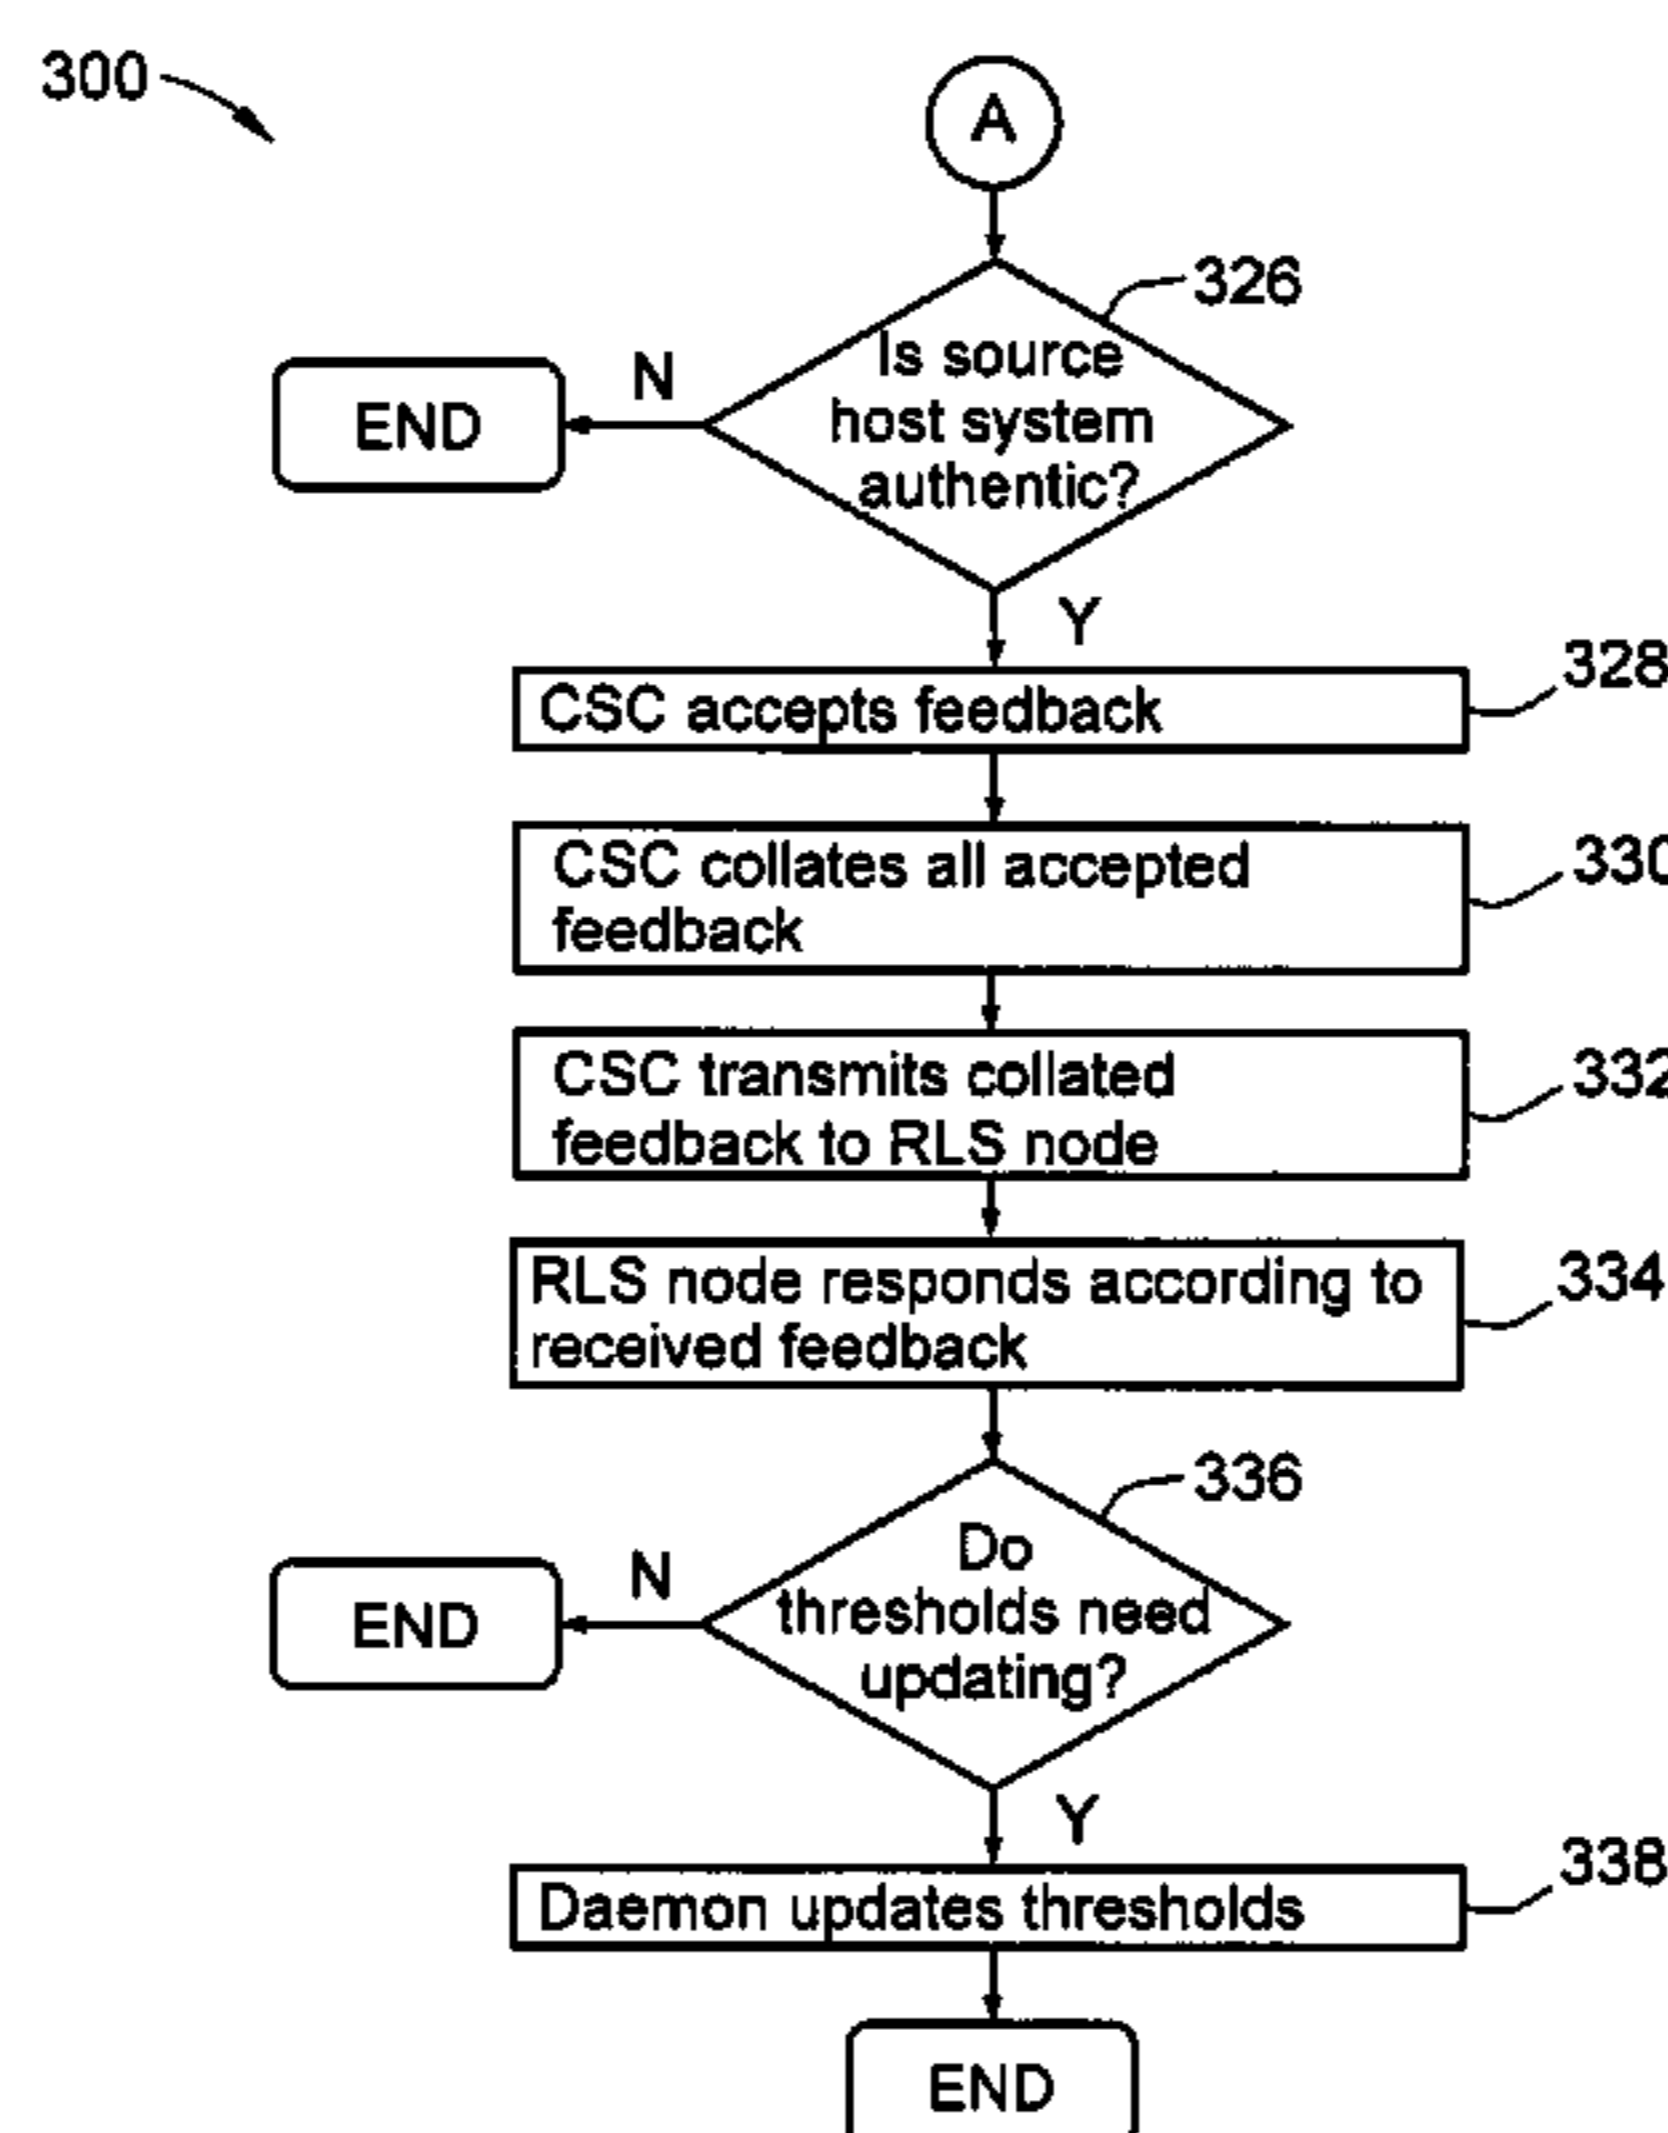 300
A
326
Is source
host system
authentic?
N
END
Y
328
CSC accepts feedback
330
CSC collates all accepted
feedback
332
CSC transmits collated
feedback to RLS node
334
RLS node responds according to
received feedback
336
Do
thresholds need
updating?
N
END
Y
338
Daemon updates thresholds
END